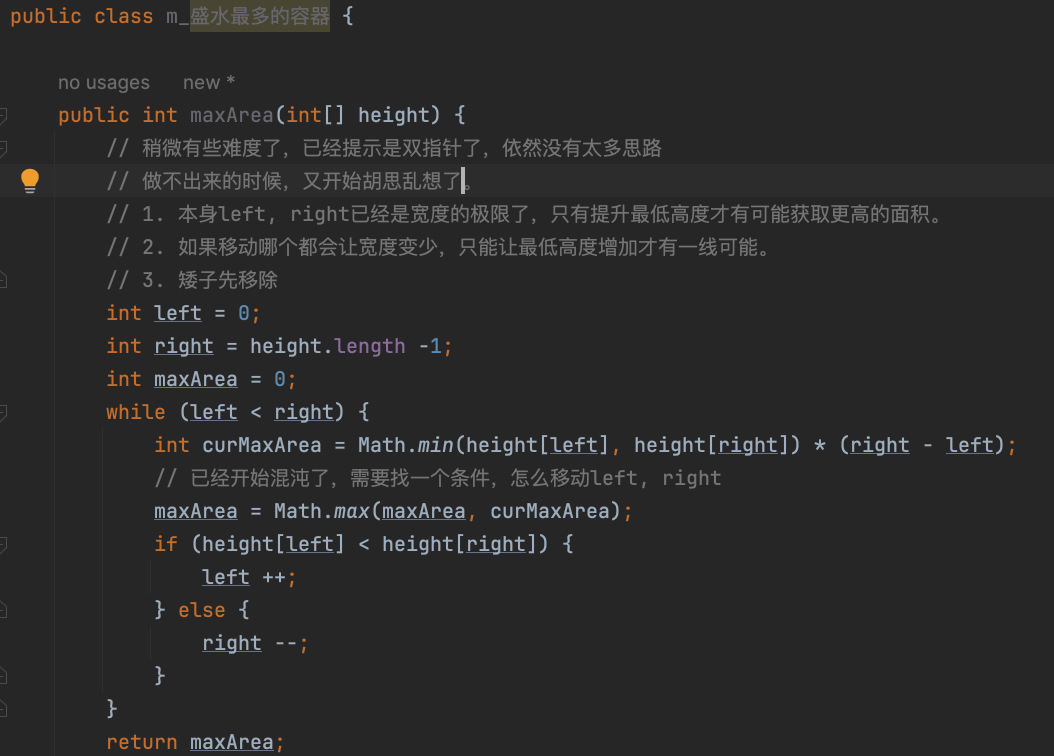 public class m_盛水最多的容器 {
no usages new *
public int maxArea(int[] height) {
// 稍微有些难度了，已经提示是双指针了，依然没有太多思路
// 做不出来的时候，又开始胡思乱想了。
// 1. 本身left, right已经是宽度的极限了，只有提升最低高度才有可能获取更高的面积。
// 2. 如果移动哪个都会让宽度变少，只能让最低高度增加才有一线可能。
// 3. 矮子先移除
int left = 0;
int right = height.length -1;
int maxArea = 0;
while (left < right) {
int curMaxArea = Math.min(height[left], height[right]) * (right - left);
// 已经开始混沌了，需要找一个条件，怎么移动left, right
maxArea = Math.max(maxArea, curMaxArea);
if (height[left] < height[right]) {
left ++;
} else {
right --;
}
}
return maxArea;